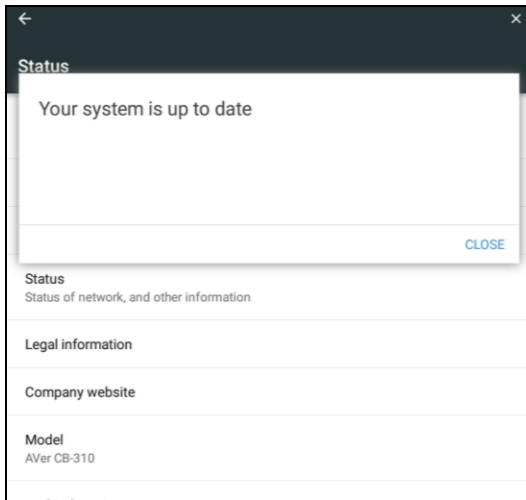 Status
Your system is up to date
CLOSE
Status
Status of network, and other information
Legal information
Company website
Model
AVer CB-310